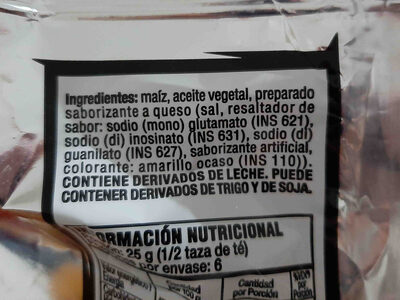 Ingredientes: maíz, aceite vegetal, preparado
saborizante a queso (sal, resaltador de
sabor: sodio (mono) glutamato (INS 621),
sodio (di) inosinato (INS 631), sodio (di)
guanilato (INS 627), saborizante artificial,
colorante: amarillo ocaso (INS 110)).
CONTIENE DERIVADOS DE LECHE. PUEDE
CONTENER DERIVADOS DE TRIGO Y DE SOJA.
ORMACIÓN NUTRICIONAL
25 g (1/2 taza de té)
por envase: 6
Cantidad
por 100 g
Cantidad
por Porción